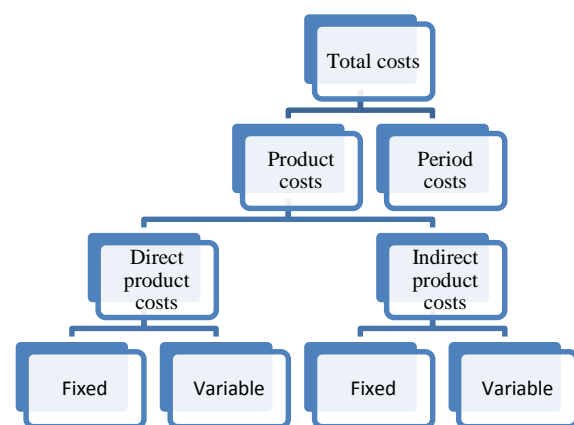 Total costs
Product
costs
Period
costs
Direct
product
costs
Indirect
product
costs
Fixed
Variable
Fixed
Variable